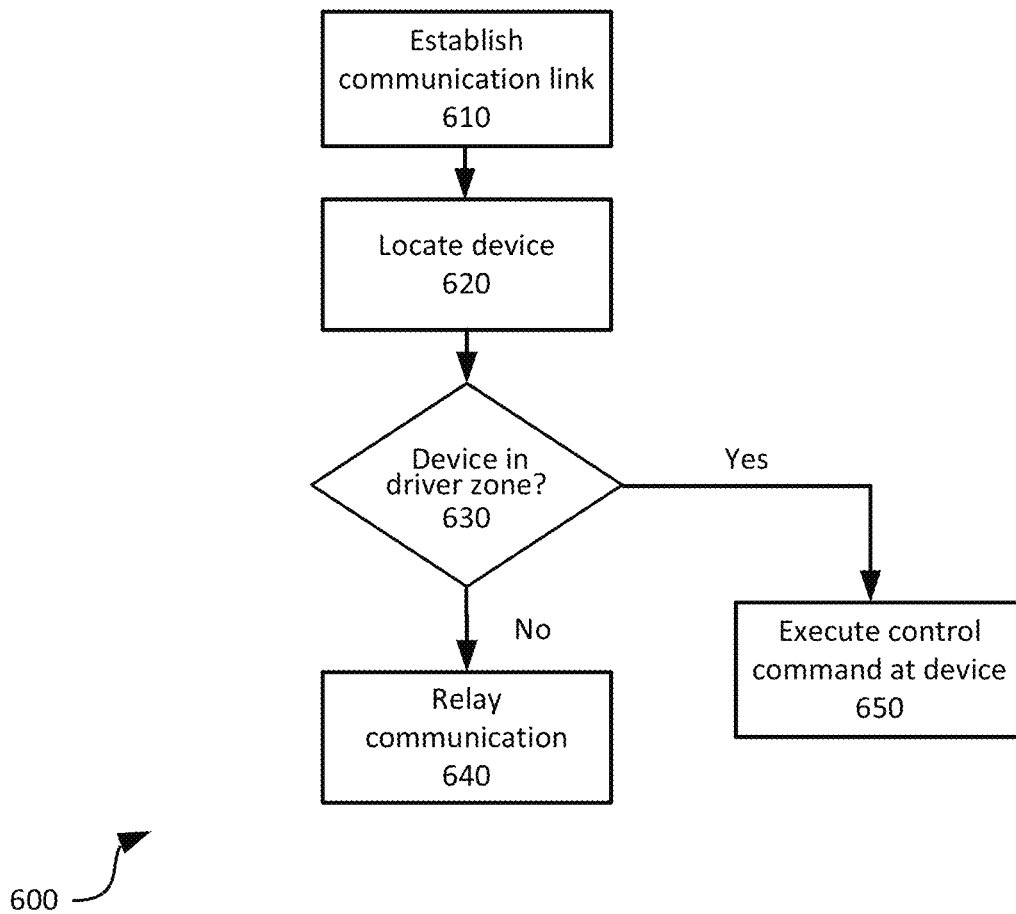 Establish
communication link
610
Locate device
620
Device in
driver zone?
630
Yes
No
Execute control
command at device
650
Relay
communication
640
600